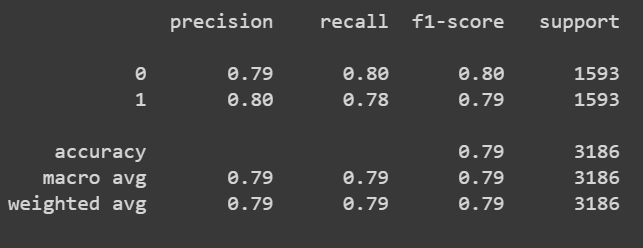 precision recall f1-score support
0 0.79 0.80 0.80 1593
1 0.80 0.78 0.79 1593
accuracy 0.79 3186
macro avg 0.79 0.79 0.79 3186
weighted avg 0.79 0.79 0.79 3186